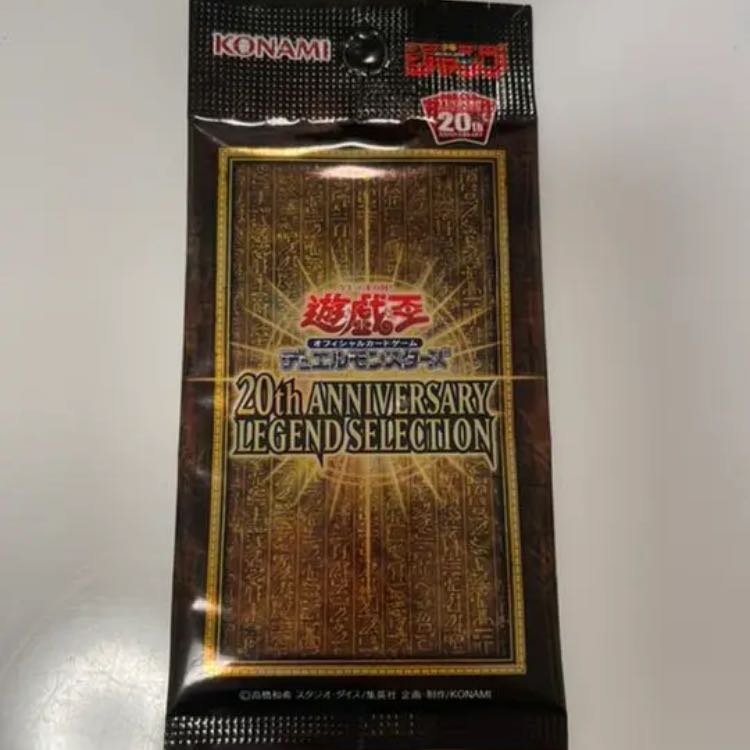 KONAMI
ジャンプ
20th
ANNIVERSARY
遊戯王
オフィシャルカードゲーム
デュエルモンスターズ
20th ANNIVERSARY
LEGEND SELECTION
©高橋和希 スタジオ・ダイス/集英社 企画・制作/KONAMI